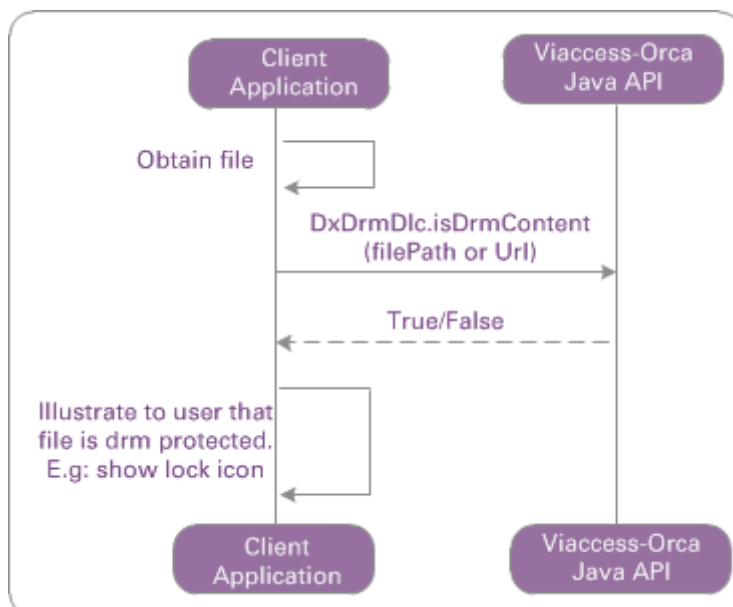 Client
Application
Viaccess-Orca
Java API
Obtain file
DxDrmDlc.isDrmContent
(filePath or Url)
True/False
Illustrate to user that
file is drm protected.
E.g: show lock icon
Client
Application
Viaccess-Orca
Java API